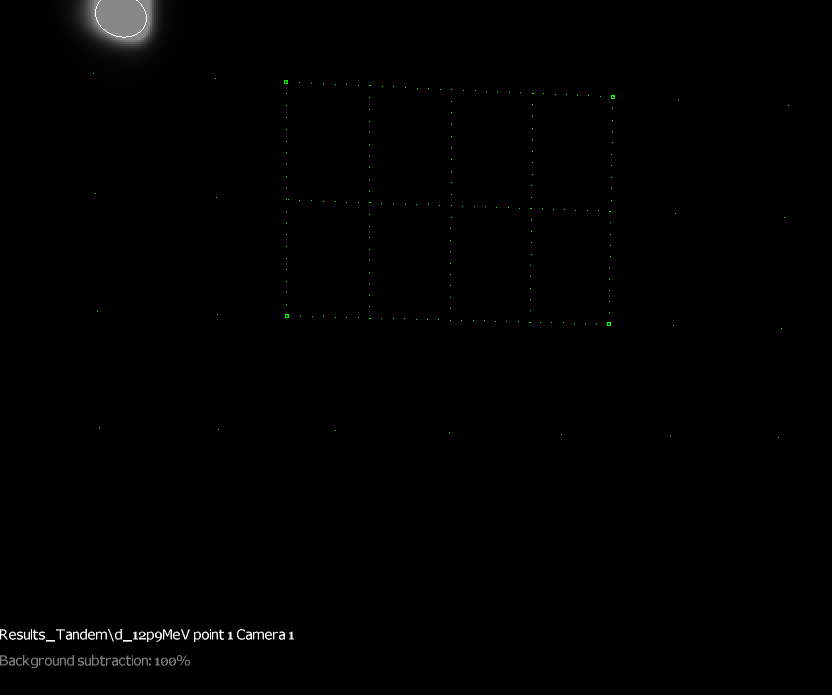 Results_Tandem\d_12p9MeV point 1 Camera 1
Background subtraction: 100%